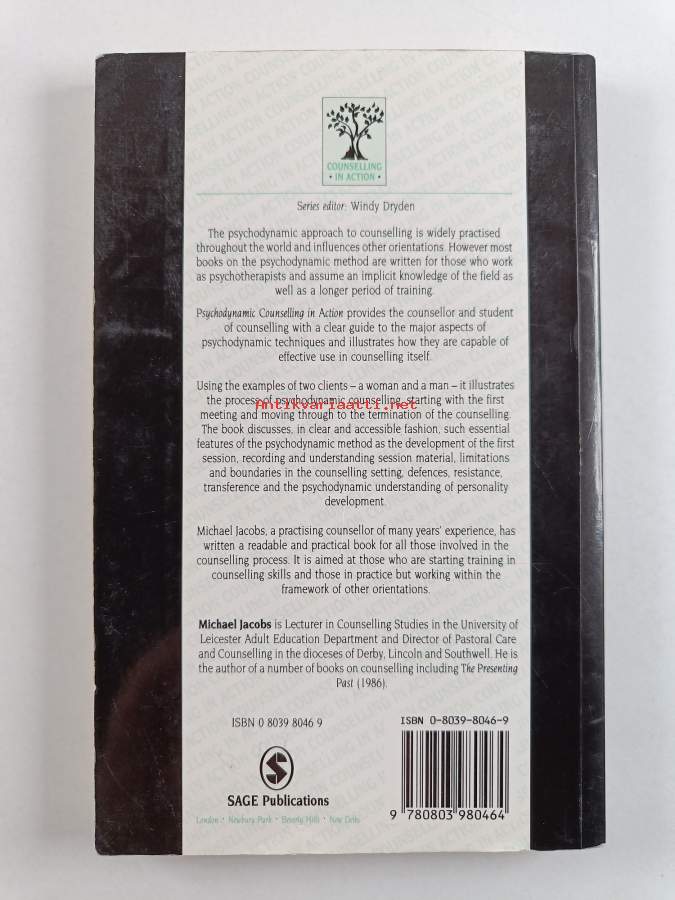 COUNSELLING
• IN ACTION •
Series editor: Windy Dryden
The psychodynamic approach to counselling is widely practised
throughout the world and influences other orientations. However most
books on the psychodynamic method are written for those who work
as psychotherapists and assume an implicit knowledge of the field as
well as a longer period of training.
Psychodynamic Counselling in Action provides the counsellor and student
of counselling with a clear guide to the major aspects of
psychodynamic techniques and illustrates how they are capable of
effective use in counselling itself.
Using the examples of two clients – a woman and a man – it illustrates
the process of psychodynamic counselling, starting with the first
Antikvariaatti.net
meeting and moving through to the termination of the counselling.
The book discusses, in clear and accessible fashion, such essential
features of the psychodynamic method as the development of the first
session, recording and understanding session material, limitations
and boundaries in the counselling setting, defences, resistance,
transference and the psychodynamic understanding of personality
development.
Michael Jacobs, a practising counsellor of many years' experience, has
written a readable and practical book for all those involved in the
counselling process. It is aimed at those who are starting training in
counselling skills and those in practice but working within the
framework of other orientations.
Michael Jacobs is Lecturer in Counselling Studies in the University of
Leicester Adult Education Department and Director of Pastoral Care
and Counselling in the dioceses of Derby, Lincoln and Southwell. He is
the author of a number of books on counselling including The Presenting
Past (1986).
ISBN 0 8039 8046 9
ISBN 0-8039-8046-9
S
SAGE Publications
London • Newbury Park • Beverly Hills • New Delhi
9 780803 980464